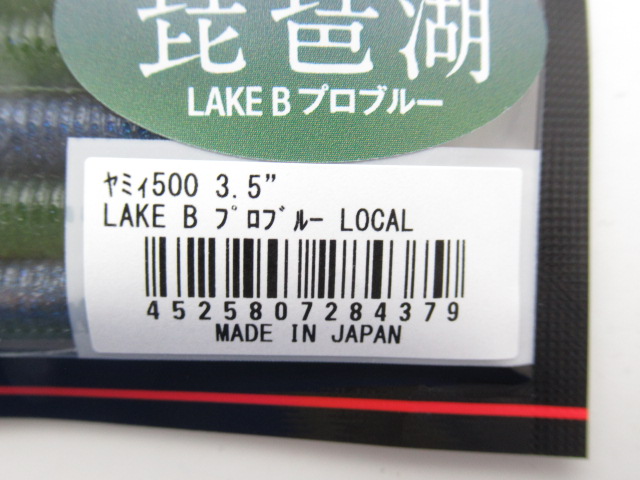 琵琶湖
LAKE B プロブルー
ﾔﾐｨ500 3.5”
LAKE B ﾌﾟﾛﾌﾞﾙｰ LOCAL
4525807284379
MADE IN JAPAN